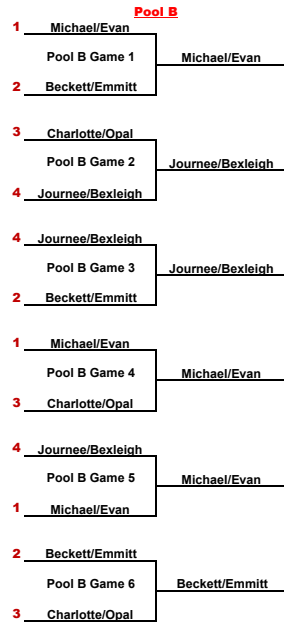 Pool B
1 Michael/Evan
Pool B Game 1
Michael/Evan
2 Beckett/Emmitt
3 Charlotte/Opal
Pool B Game 2
Journee/Bexleigh
4 Journee/Bexleigh
4 Journee/Bexleigh
Pool B Game 3
Journee/Bexleigh
2 Beckett/Emmitt
1 Michael/Evan
Pool B Game 4
Michael/Evan
3 Charlotte/Opal
4 Journee/Bexleigh
Pool B Game 5
Michael/Evan
1 Michael/Evan
2 Beckett/Emmitt
Pool B Game 6
Beckett/Emmitt
3 Charlotte/Opal